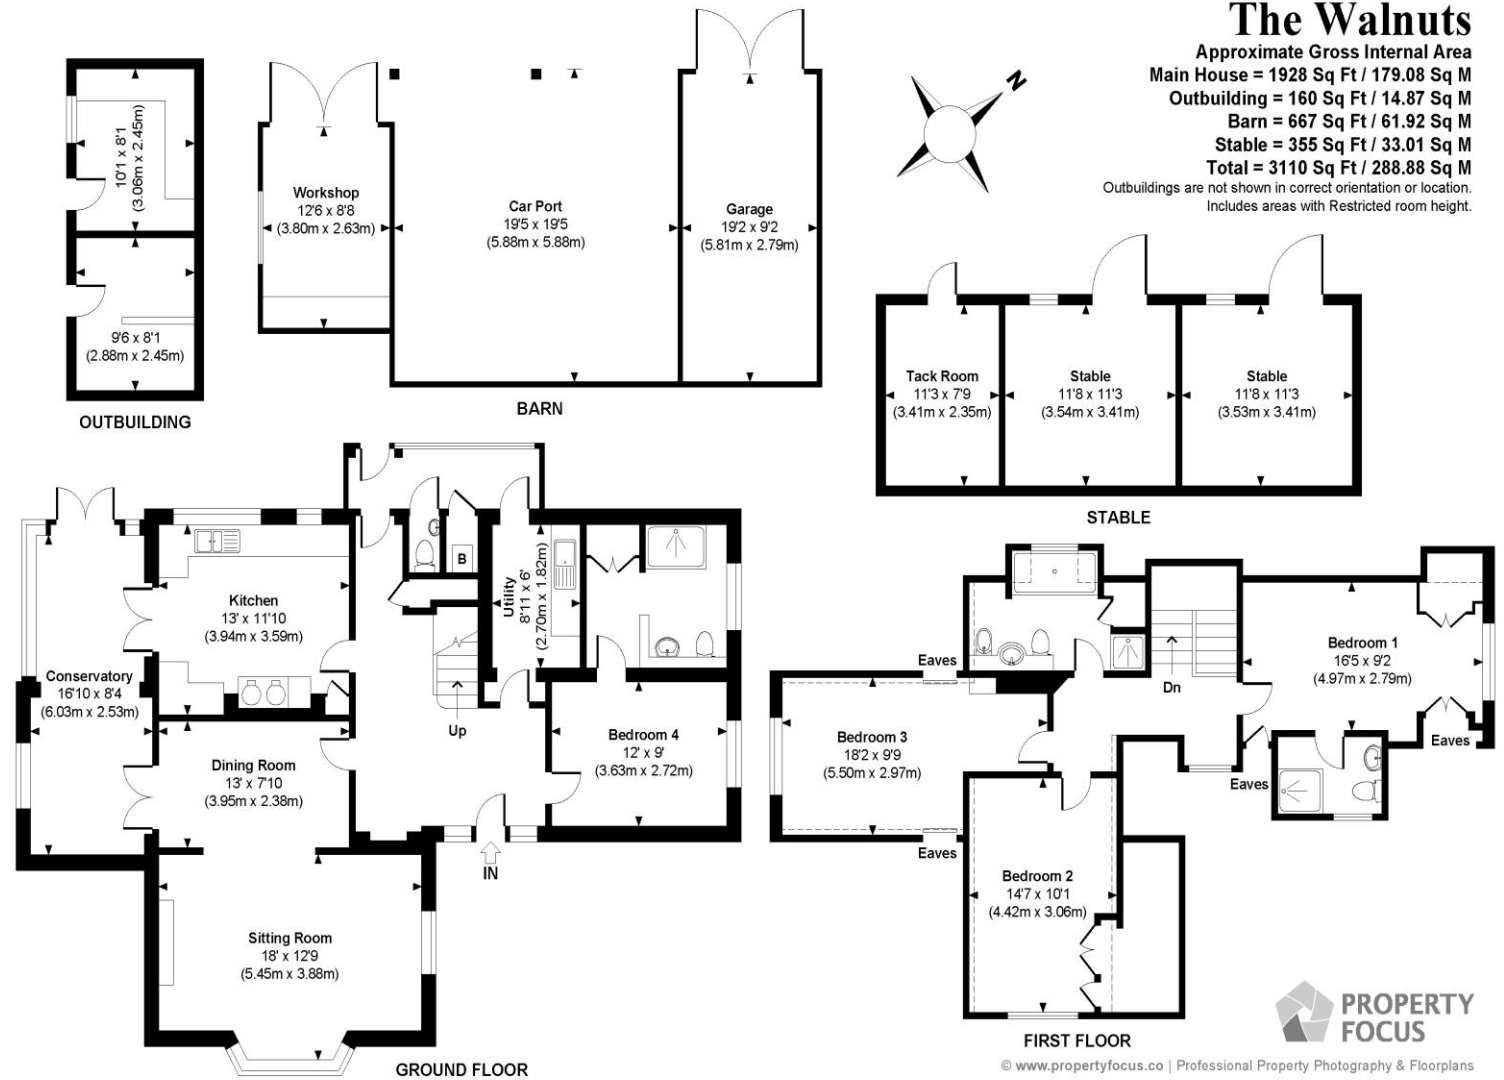 The Walnuts
Approximate Gross Internal Area
Main House = 1928 Sq Ft / 179.08 Sq M
Outbuilding = 160 Sq Ft / 14.87 Sq M
Barn = 667 Sq Ft / 61.92 Sq M
Stable = 355 Sq Ft / 33.01 Sq M
Total = 3110 Sq Ft / 288.88 Sq M
Outbuildings are not shown in correct orientation or location.
Includes areas with Restricted room height.
N
10'1 x 8'1
(3.06m x 2.45m)
9'6 x 8'1
(2.88m x 2.45m)
OUTBUILDING
Workshop
12'6 x 8'8
(3.80m x 2.63m)
Car Port
19'5 x 19'5
(5.88m x 5.88m)
Garage
19'2 x 9'2
(5.81m x 2.79m)
BARN
Tack Room
11'3 x 7'9
(3.41m x 2.35m)
Stable
11'8 x 11'3
(3.54m x 3.41m)
Stable
11'8 x 11'3
(3.53m x 3.41m)
STABLE
Kitchen
13' x 11'10
(3.94m x 3.59m)
B
Utility
8'11 x 6'
(2.70m x 1.82m)
Conservatory
16'10 x 8'4
(6.03m x 2.53m)
Up
Bedroom 4
12' x 9'
(3.63m x 2.72m)
Dining Room
13' x 7'10
(3.95m x 2.38m)
IN
Sitting Room
18' x 12'9
(5.45m x 3.88m)
GROUND FLOOR
Eaves
Bedroom 1
16'5 x 9'2
(4.97m x 2.79m)
Dn
Bedroom 3
18'2 x 9'9
(5.50m x 2.97m)
Eaves
Eaves
Eaves
Bedroom 2
14'7 x 10'1
(4.42m x 3.06m)
FIRST FLOOR
PROPERTY
FOCUS
© www.propertyfocus.co | Professional Property Photography & Floorplans